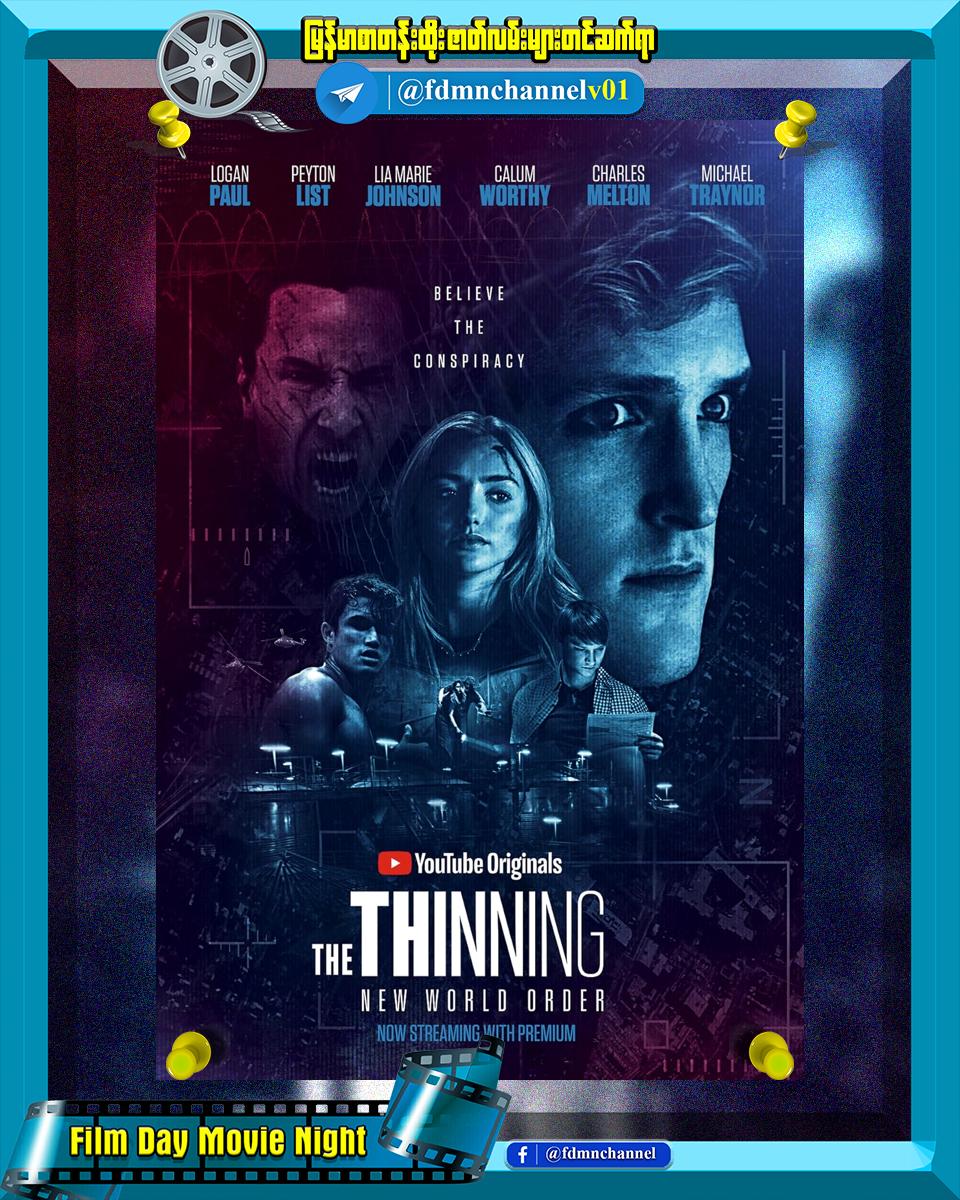 မြန်မာစာတန်းထိုးဇာတ်လမ်းများတင်ဆက်ရာ
@fdmnchannelv01
LOGAN PAUL
PEYTON LIST
LIA MARIE JOHNSON
CALUM WORTHY
CHARLES MELTON
MICHAEL TRAYNOR
BELIEVE
THE
CONSPIRACY
YouTube Originals
THE THINNING
NEW WORLD ORDER
NOW STREAMING WITH PREMIUM
Film Day Movie Night
f @fdmnchannel